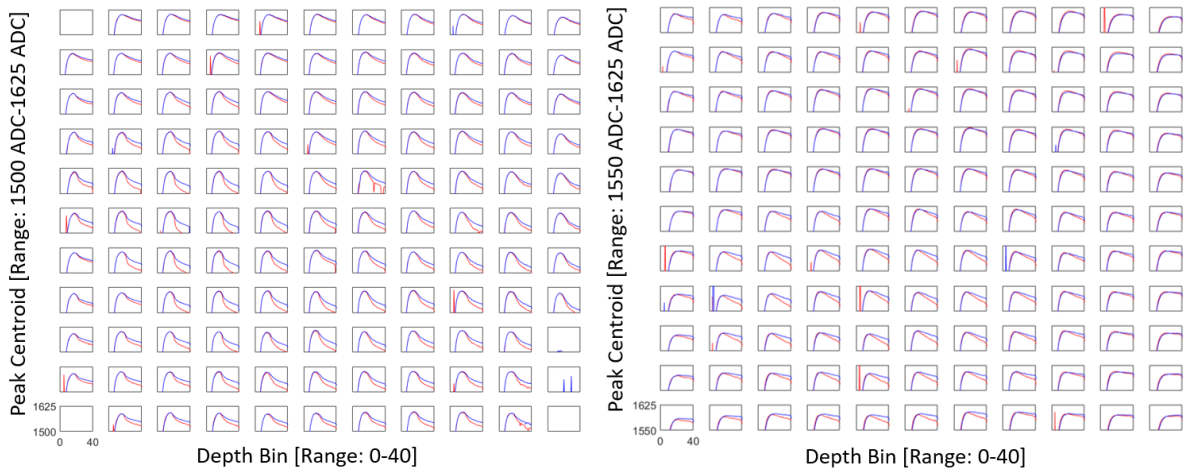 Peak Centroid [Range: 1500 ADC-1625 ADC]
1625
1500
0
40
Depth Bin [Range: 0-40]
Peak Centroid [Range: 1550 ADC-1625 ADC]
1625
1550
0
40
Depth Bin [Range: 0-40]